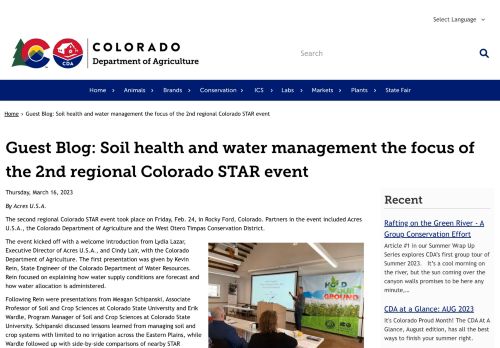 Select Language
COLORADO
Department of Agriculture
CDA
Search
Home
Animals
Brands
Conservation
ICS
Labs
Markets
Plants
State Fair
Home > Guest Blog: Soil health and water management the focus of the 2nd regional Colorado STAR event
Guest Blog: Soil health and water management the focus of
the 2nd regional Colorado STAR event
Thursday, March 16, 2023
By Acres U.S.A.
The second regional Colorado STAR event took place on Friday, Feb. 24, in Rocky Ford, Colorado. Partners in the event included Acres
U.S.A., the Colorado Department of Agriculture and the West Otero Timpas Conservation District.
The event kicked off with a welcome introduction from Lydia Lazar,
Executive Director of Acres U.S.A., and Cindy Lair, with the
Colorado Department of Agriculture. The first presentation was given by Kevin
Rein, State Engineer of the Colorado Department of Water Resources.
Rein focused on explaining how water supply conditions are forecast and
how water allocation is administered.
Following Rein were presentations from Meagan Schipanski, Associate
Professor of Soil and Crop Sciences at Colorado State University and Erik
Wardle, Program Manager of Soil and Crop Sciences at Colorado State
University. Schipanski discussed lessons learned from managing soil and
crop systems with limited to no irrigation across the Eastern Plains, while
Wardle followed up with side-by-side comparisons of nearby STAR
HOLD
GROUND
Recent
Rafting on the Green River - A
Group Conservation Effort
Article #1 in our Summer Wrap Up
Series explores CDA's first group tour of
Summer 2023. It's a cool morning on
the river, but the sun coming over the
canyon walls promises to be here any
minute,...
CDA at a Glance: AUG 2023
It's Colorado Proud Month! The CDA At A
Glance, August edition, has all the best
ways to finish your summer right.